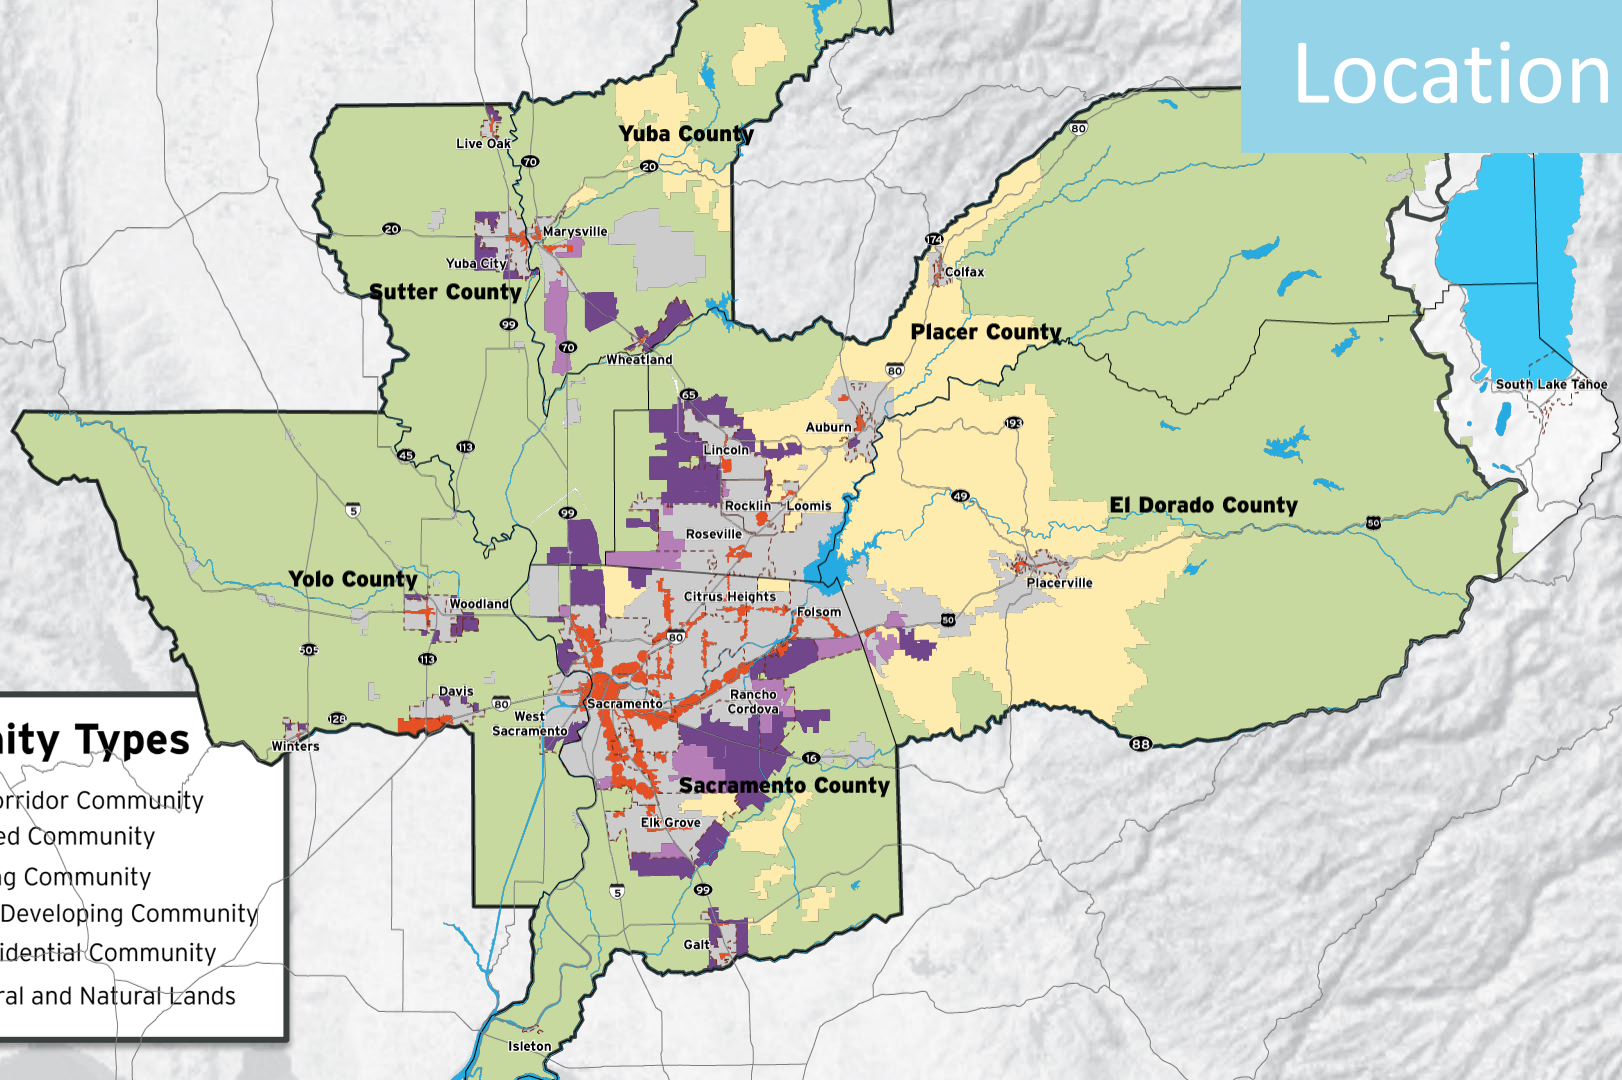 Location
Yuba County
Live Oak
70
20
20
Marysville
Yuba City
174
80
Colfax
Sutter County
99
70
Wheatland
Placer County
80
South Lake Tahoe
65
Auburn
193
45
113
Lincoln
49
El Dorado County
5
99
Rocklin
Loomis
50
Roseville
Yolo County
Woodland
Citrus Heights
Placerville
Folsom
50
80
505
113
Davis
80
Sacramento
Rancho
Cordova
128
West
Sacramento
Winters
16
88
Sacramento County
Elk Grove
5
99
Galt
Isleton
ity Types
orridor Community
ed Community
g Community
Developing Community
idential Community
ral and Natural Lands